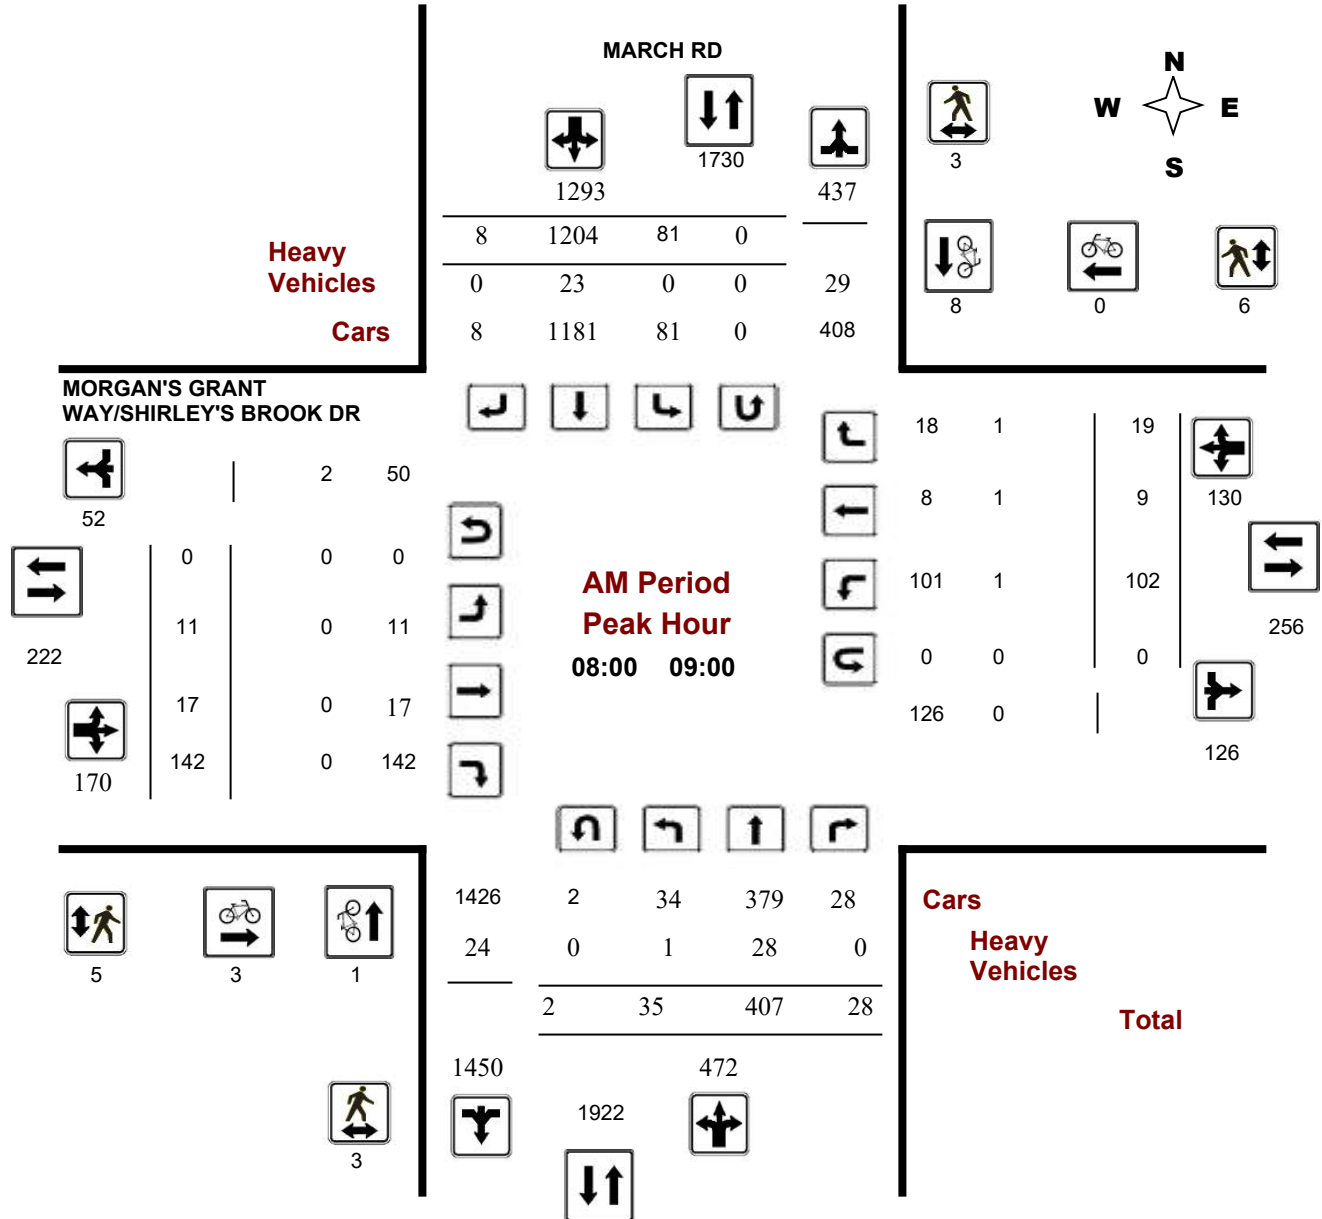 MARCH RD
N
W E
S
1730
3
1293
437
8 1204 81 0
Heavy
Vehicles
0 23 0 0 29
8 0 6
Cars
8 1181 81 0 408
MORGAN'S GRANT
WAY/SHIRLEY'S BROOK DR
18 1 19
2 50
8 1 9 130
52
0 0 0
AM Period
101 1 102
Peak Hour
11 0 11
256
222
08:00 09:00
0 0 0
17 0 17
126 0
142 0 142
126
170
1426 2 34 379 28
Cars
24 0 1 28 0
Heavy
Vehicles
5 3 1
2 35 407 28
Total
1450 472
1922
3